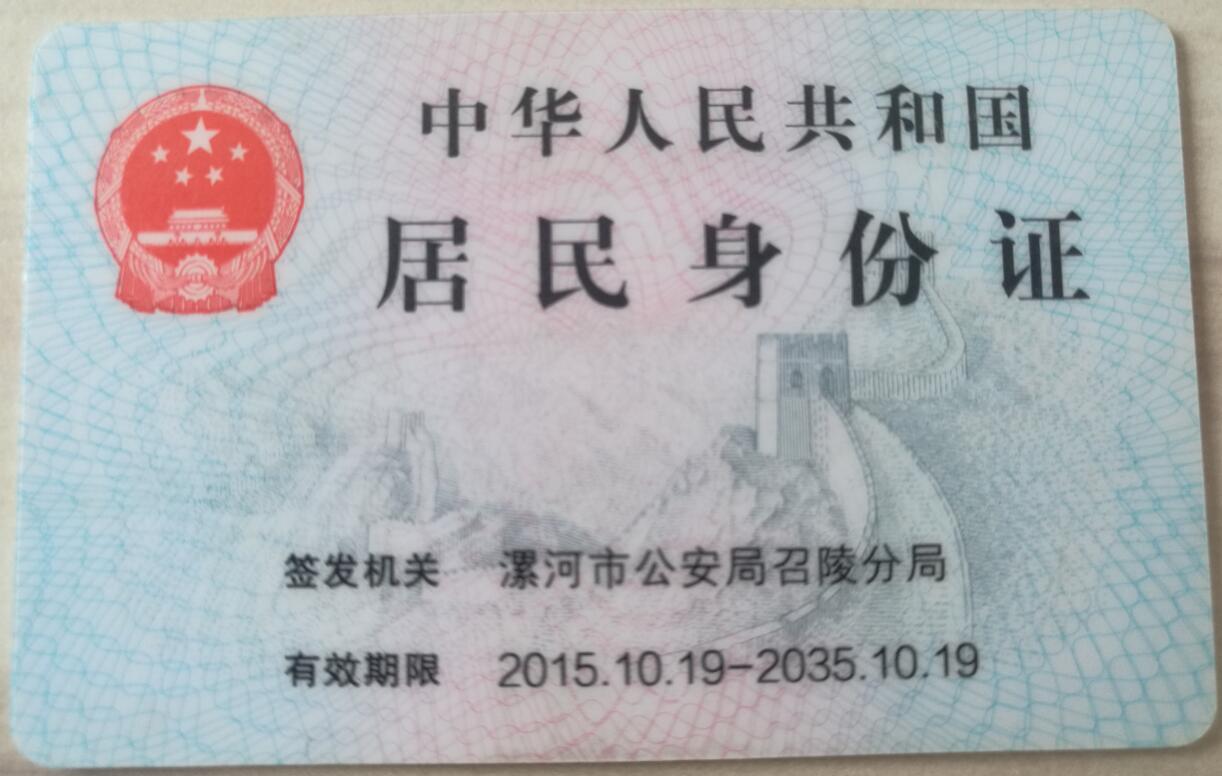 中华人民共和国
居民身份证
签发机关 漯河市公安局召陵分局
有效期限 2015.10.19-2035.10.19